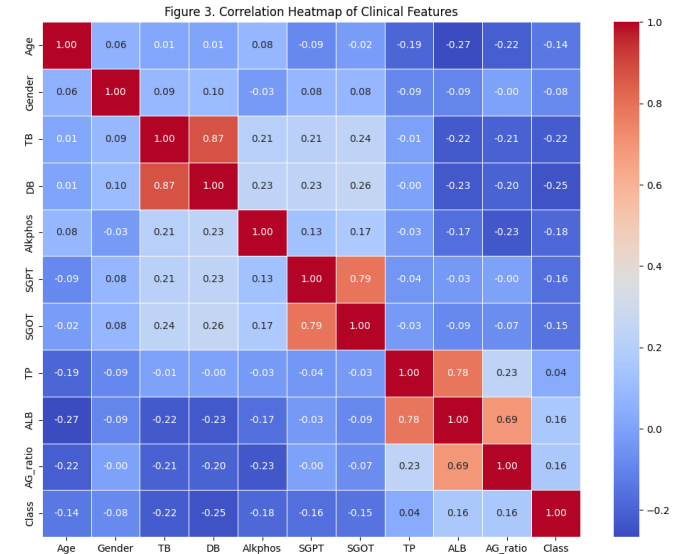 Figure 3. Correlation Heatmap of Clinical Features
Age 1.00 0.06 0.01 0.01 0.08 -0.09 -0.02 -0.19 -0.27 -0.22 -0.14
Gender 0.06 1.00 0.09 0.10 -0.03 0.08 0.08 -0.09 -0.09 -0.00 -0.08
TB 0.01 0.09 1.00 0.87 0.21 0.21 0.24 -0.01 -0.22 -0.21 -0.22
DB 0.01 0.10 0.87 1.00 0.23 0.23 0.26 -0.00 -0.23 -0.20 -0.25
Alkphos 0.08 -0.03 0.21 0.23 1.00 0.13 0.17 -0.03 -0.17 -0.23 -0.18
SGPT -0.09 0.08 0.21 0.23 0.13 1.00 0.79 -0.04 -0.03 -0.00 -0.16
SGOT -0.02 0.08 0.24 0.26 0.17 0.79 1.00 -0.03 -0.09 -0.07 -0.15
TP -0.19 -0.09 -0.01 -0.00 -0.03 -0.04 -0.03 1.00 0.78 0.23 0.04
ALB -0.27 -0.09 -0.22 -0.23 -0.17 -0.03 -0.09 0.78 1.00 0.69 0.16
AG_ratio -0.22 -0.00 -0.21 -0.20 -0.23 -0.00 -0.07 0.23 0.69 1.00 0.16
Class -0.14 -0.08 -0.22 -0.25 -0.18 -0.16 -0.15 0.04 0.16 0.16 1.00
Age Gender TB DB Alkphos SGPT SGOT TP ALB AG_ratio Class
1.0
0.8
0.6
0.4
0.2
0.0
−0.2